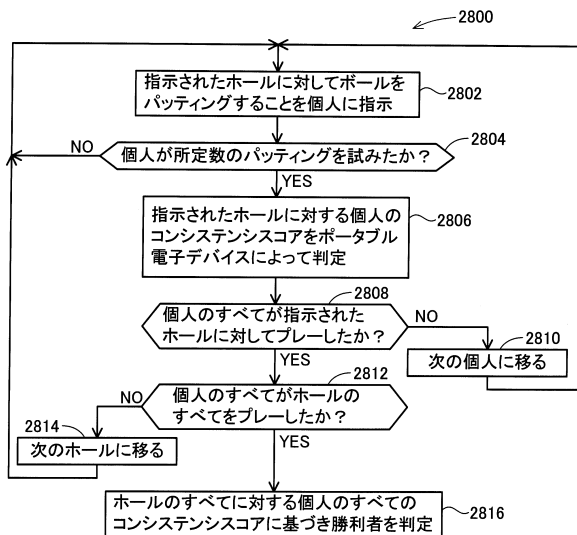 2800
指示されたホールに対してボールを
パッティングすることを個人に指示
2802
2804
NO
個人が所定数のパッティングを試みたか？
YES
指示されたホールに対する個人の
コンシステンシスコアをポータブル
電子デバイスによって判定
2806
2808
個人のすべてが指示された
ホールに対してプレーしたか？
NO
2810
次の個人に移る
YES
2812
NO
個人のすべてがホールの
すべてをプレーしたか？
2814
次のホールに移る
YES
ホールのすべてに対する個人のすべての
コンシステンシスコアに基づき勝利者を判定
2816